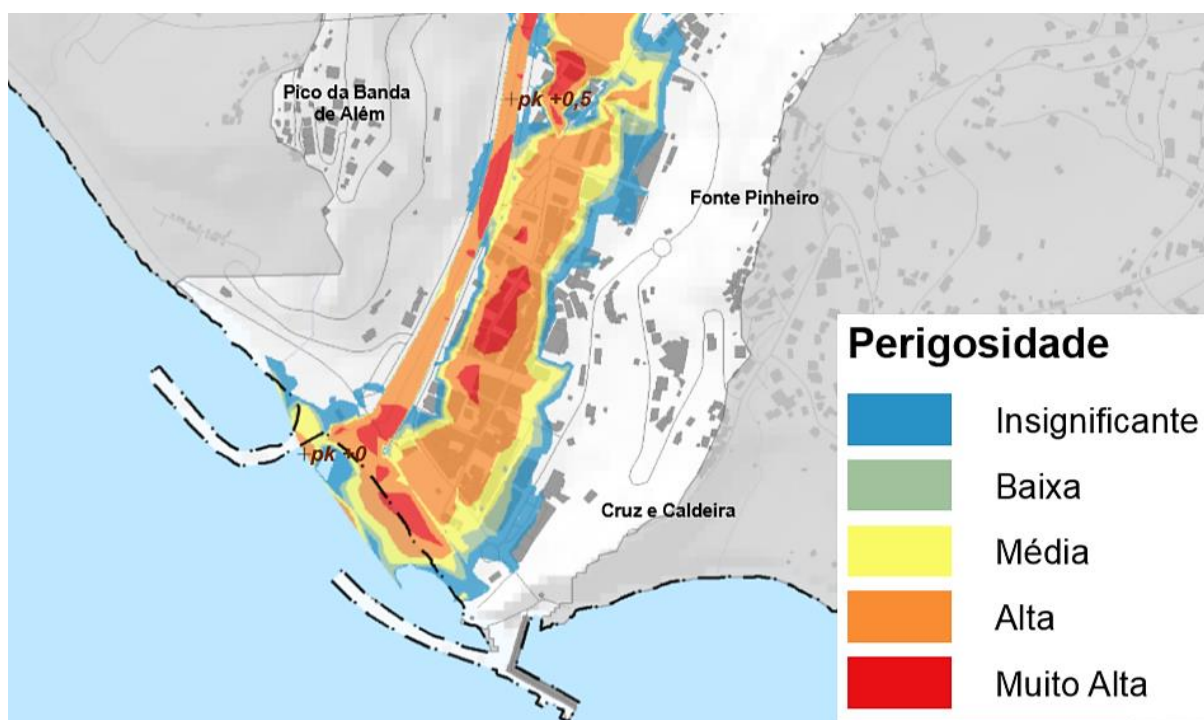 Pico da Banda
de Alêm
+pk +0,5
Fonte Pinheiro
+pk +0
Cruz e Caldeira
Perigosidade
Insignificante
Baixa
Média
Alta
Muito Alta